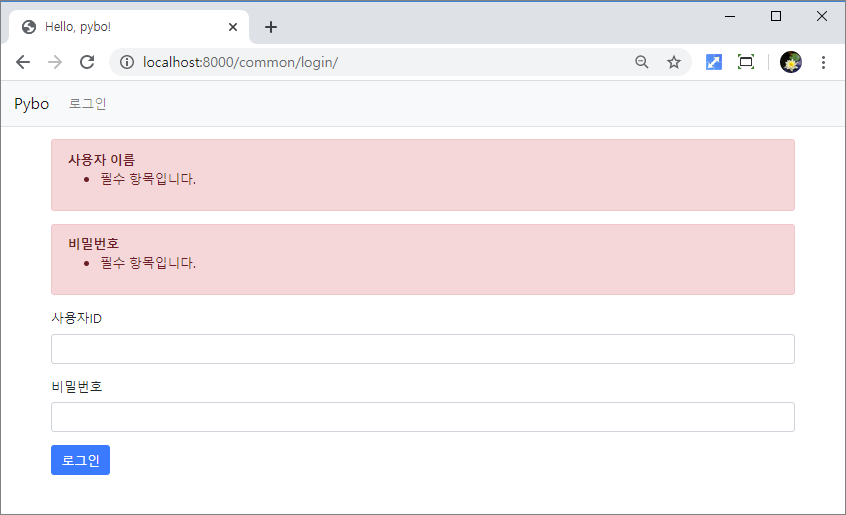 Hello, pybo!
localhost:8000/common/login/
Pybo 로그인
사용자 이름
필수 항목입니다.
비밀번호
필수 항목입니다.
사용자ID
비밀번호
로그인